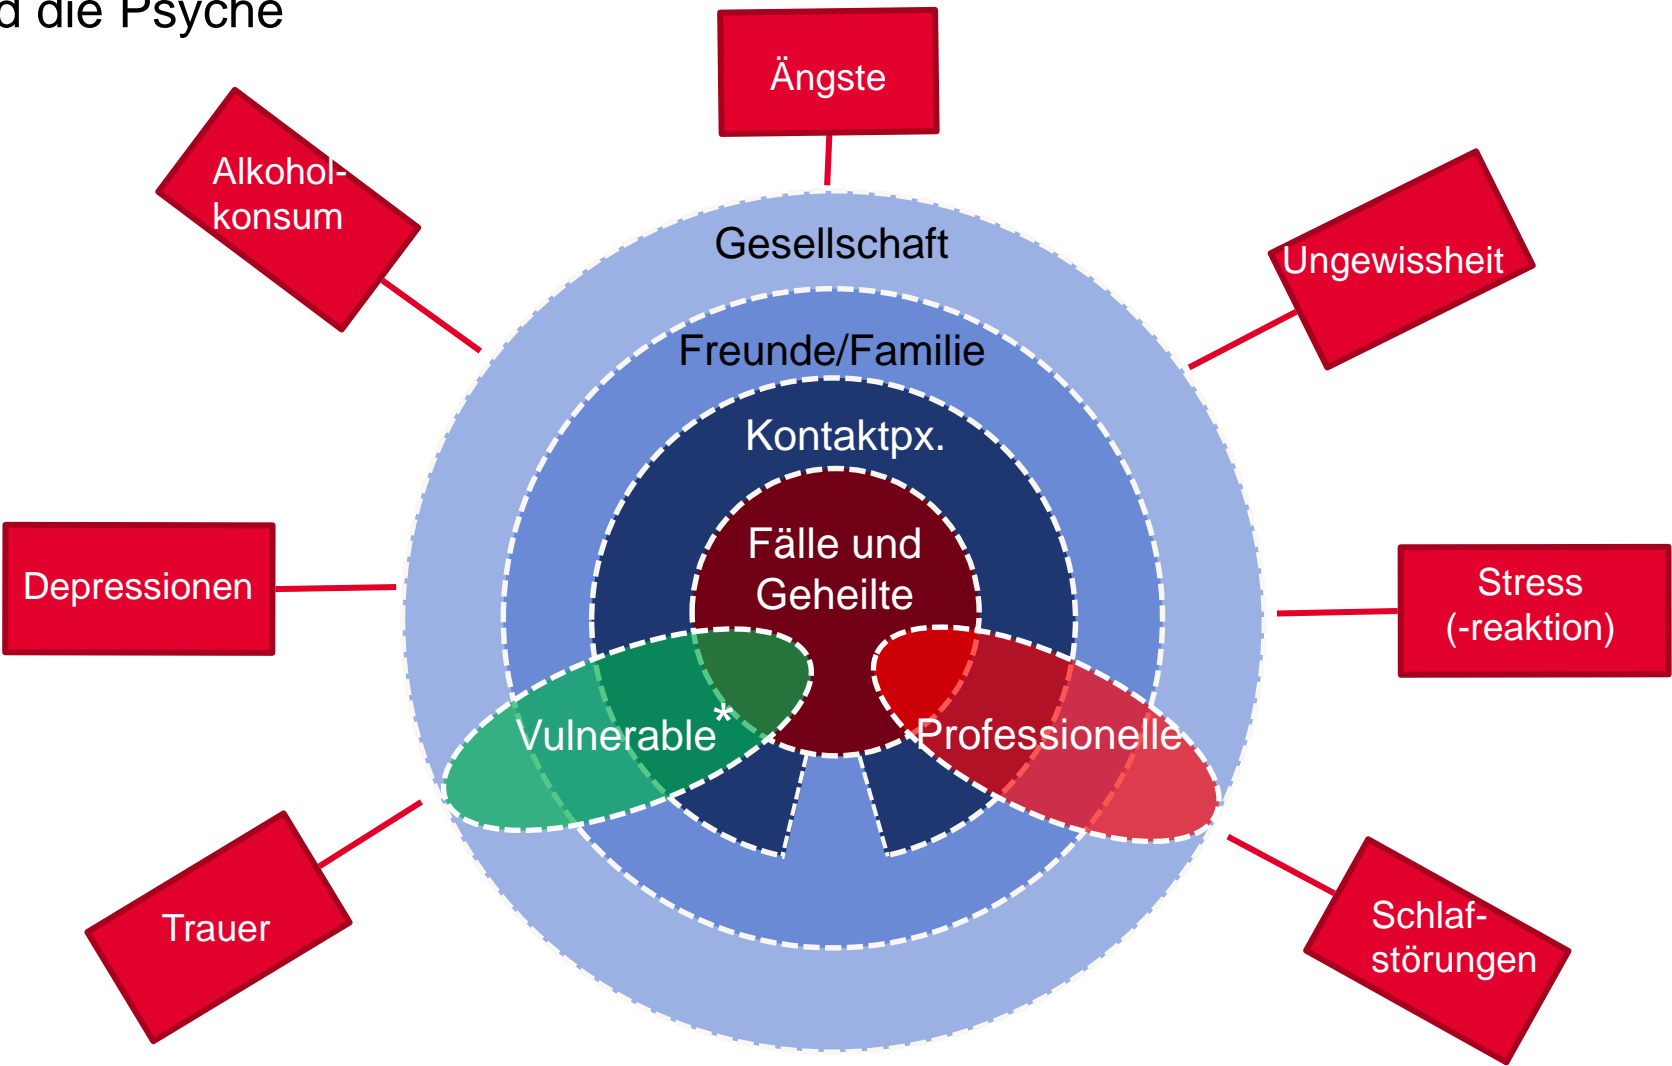 d die Psyche
Ängste
Alkohol-
konsum
Ungewissheit
Gesellschaft
Freunde/Familie
Kontaktpx.
Fälle und
Geheilte
Depressionen
Stress
(-reaktion)
Vulnerable*
Professionelle
Trauer
Schlaf-
störungen